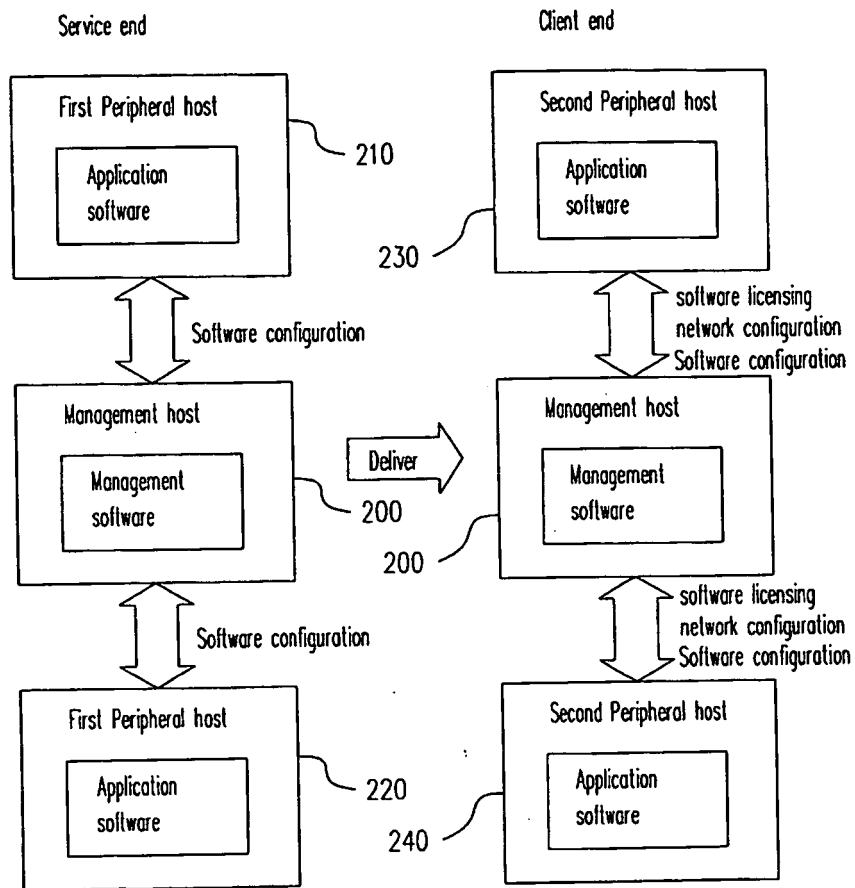 Service end
Client end
First Peripheral host
Application
software
210
Second Peripheral host
Application
software
230
Software configuration
software licensing
network configuration
Software configuration
Management host
Management
software
200
Deliver
Management host
Management
software
200
Software configuration
software licensing
network configuration
Software configuration
First Peripheral host
Application
software
220
Second Peripheral host
Application
software
240